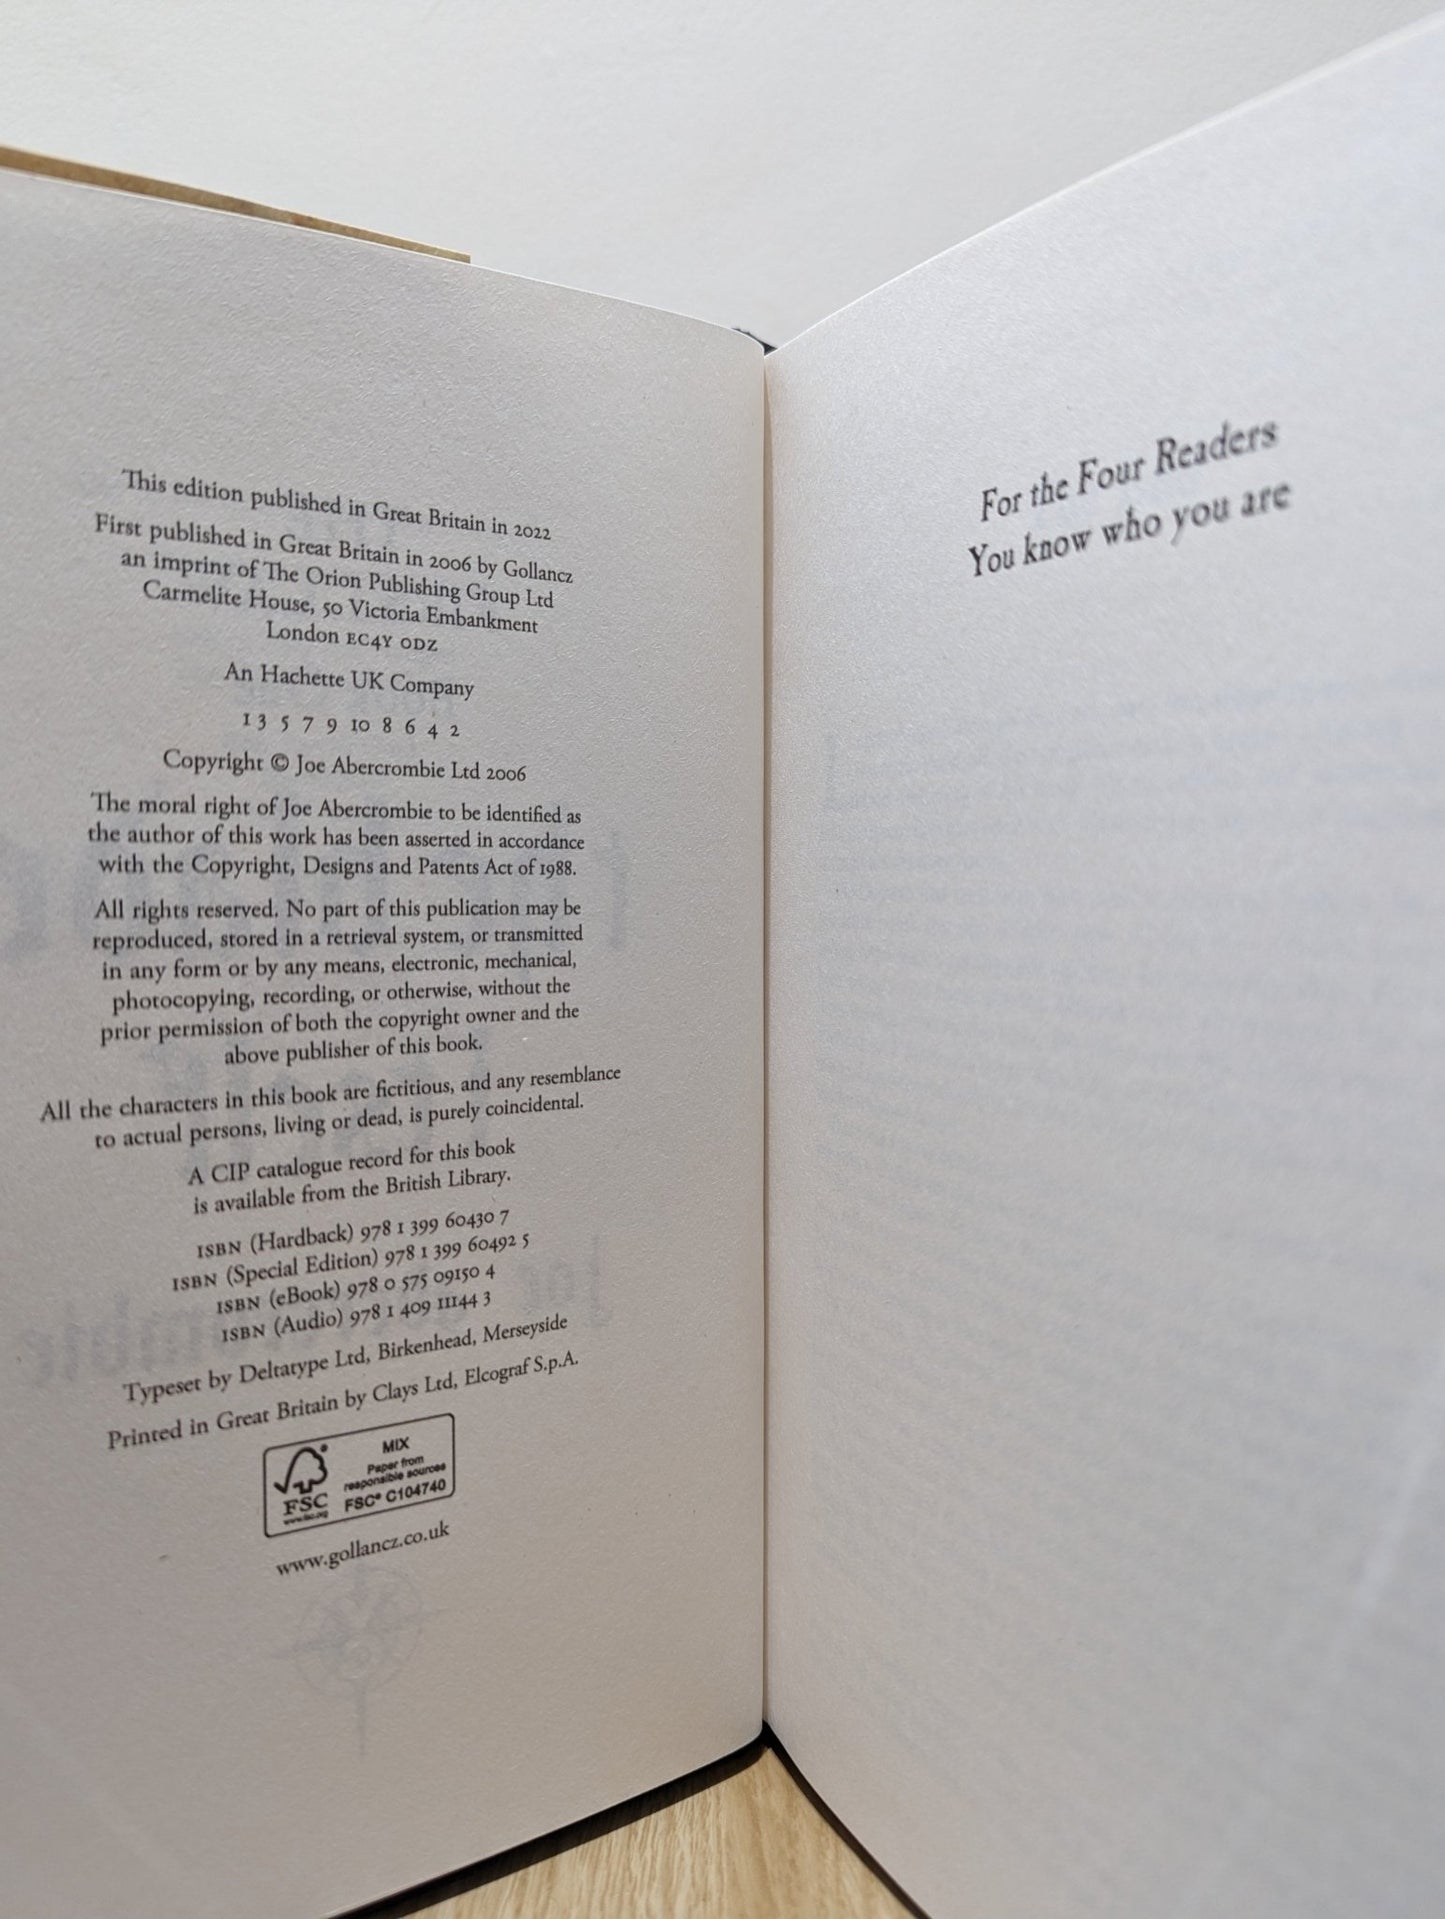 This edition published in Great Britain in 2022
First published in Great Britain in 2006 by Gollancz
an imprint of The Orion Publishing Group Ltd
Carmelite House, 50 Victoria Embankment
London EC4Y 0DZ
An Hachette UK Company
1 3 5 7 9 10 8 6 4 2
Copyright © Joe Abercrombie Ltd 2006
The moral right of Joe Abercrombie to be identified as
the author of this work has been asserted in accordance
with the Copyright, Designs and Patents Act of 1988.
All rights reserved. No part of this publication may be
reproduced, stored in a retrieval system, or transmitted
in any form or by any means, electronic, mechanical,
photocopying, recording, or otherwise, without the
prior permission of both the copyright owner and the
above publisher of this book.
All the characters in this book are fictitious, and any resemblance
to actual persons, living or dead, is purely coincidental.
A CIP catalogue record for this book
is available from the British Library.
ISBN (Hardback) 978 1 399 60430 7
ISBN (Special Edition) 978 1 399 60492 5
ISBN (eBook) 978 0 575 09150 4
ISBN (Audio) 978 1 409 11144 3
Typeset by Deltatype Ltd, Birkenhead, Merseyside
Printed in Great Britain by Clays Ltd, Elcograf S.p.A.
FSC
www.fsc.org
MIX
Paper from
responsible sources
FSC® C104740
www.gollancz.co.uk
For the Four Readers
You know who you are